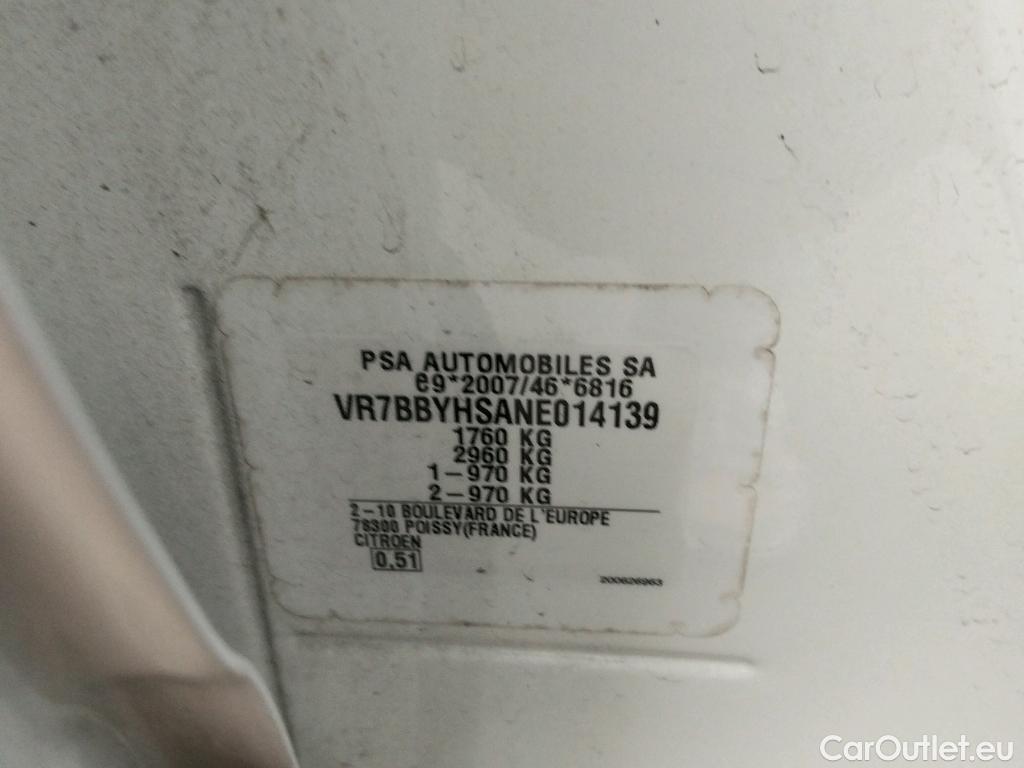 PSA AUTOMOBILES SA
e9*2007/46*6816
VR7BBYHSANE014139
1760 KG
2960 KG
1-970 KG
2-970 KG
2-10 BOULEVARD DE L'EUROPE
78300 POISSY(FRANCE)
CITROEN
0,51
200626963
CarOutlet.eu